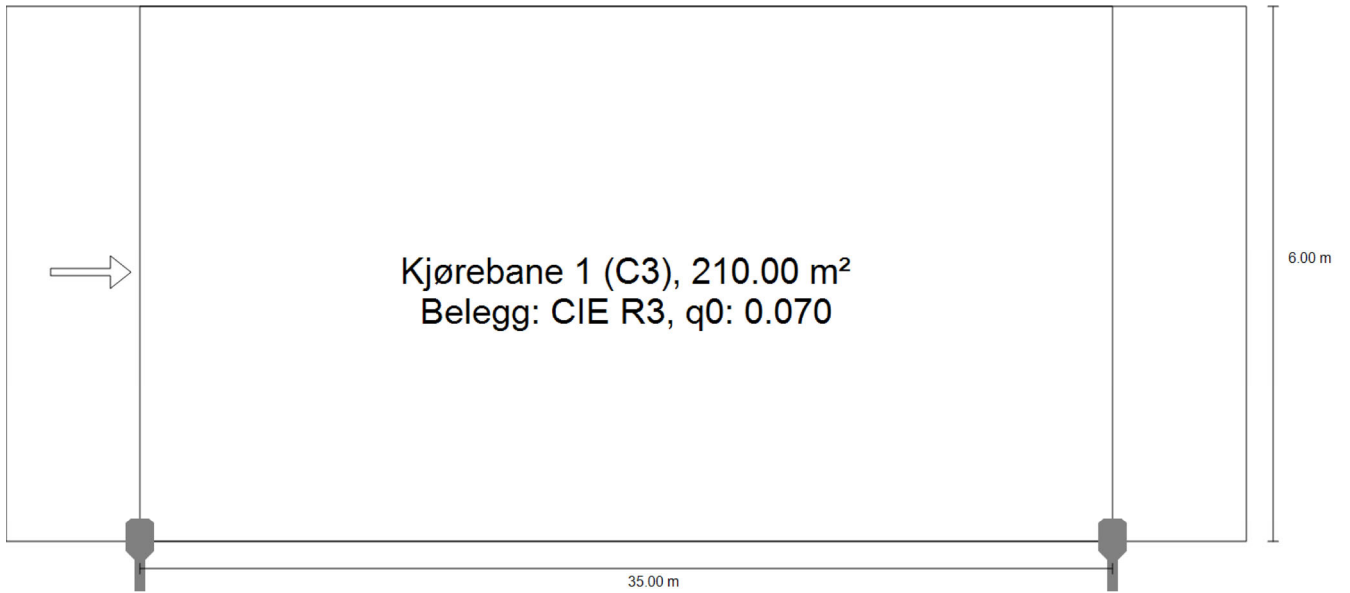 Kjørebane 1 (C3), 210.00 m²
Belegg: CIE R3, q0: 0.070
6.00 m
35.00 m